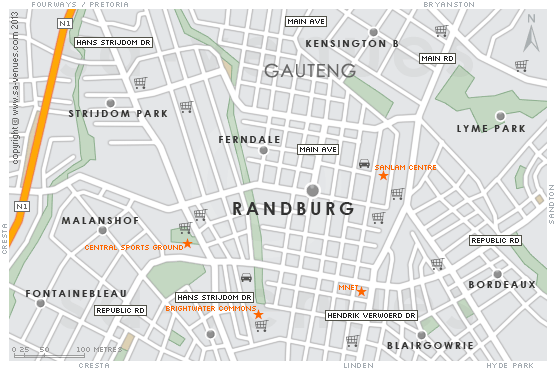 FOURWAYS / PRETORIA
BRYANSTON
N1
MAIN AVE
N
HANS STRIJDOM DR
KENSINGTON B
MAIN RD
GAUTENG
copyright @ www.sa-venues.com 2013
STRIJDOM PARK
LYME PARK
FERNDALE
MAIN AVE
SANLAM CENTRE
N1
RANDBURG
SANDTON
MALANSHOF
CRESTA
CENTRAL SPORTS GROUND
REPUBLIC RD
BORDEAUX
MNET
FONTAINEBLEAU
HANS STRIJDOM DR
REPUBLIC RD
BRIGHTWATER COMMONS
HENDRIK VERWOERD DR
BLAIRGOWRIE
0 25 50 100 METRES
CRESTA
LINDEN
HYDE PARK